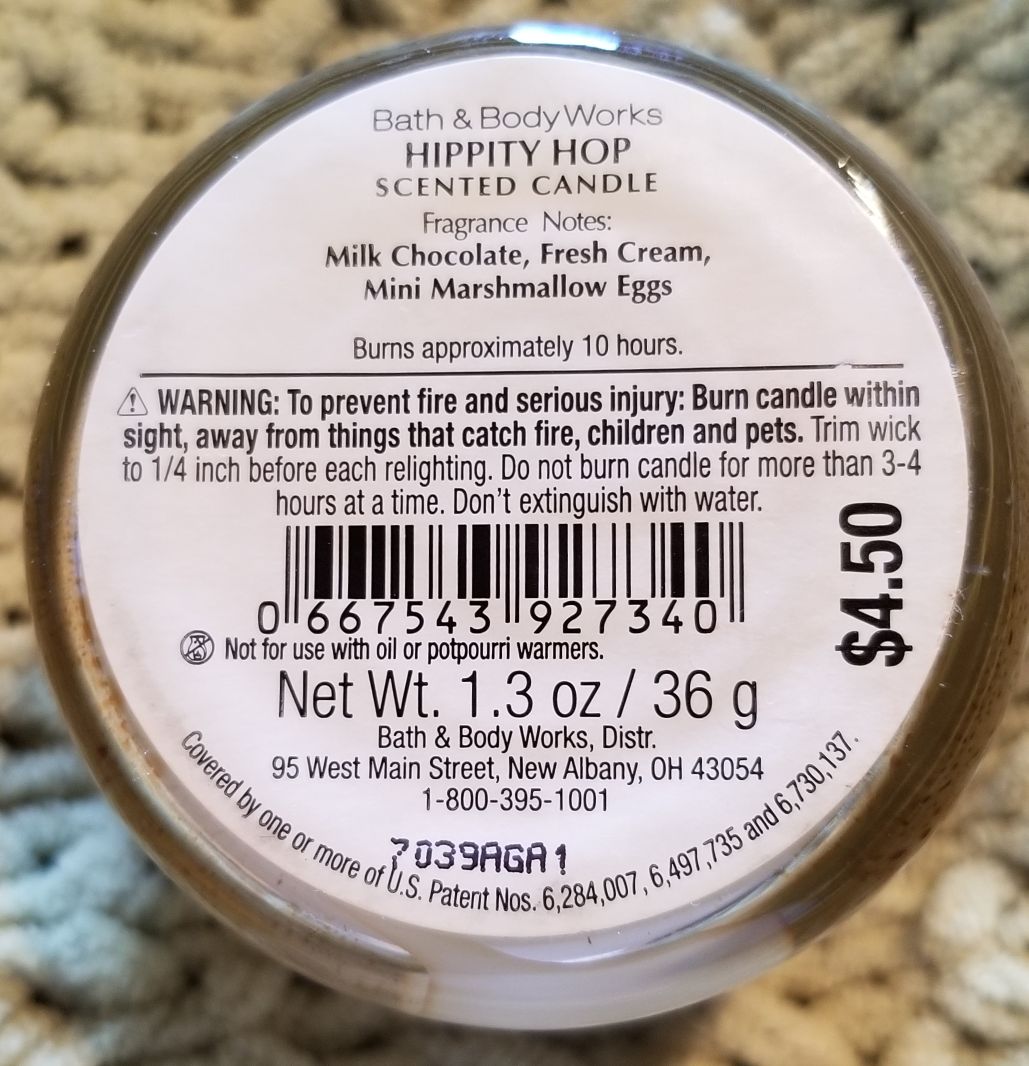 Bath & Body Works
HIPPITY HOP
SCENTED CANDLE
Fragrance Notes:
Milk Chocolate, Fresh Cream,
Mini Marshmallow Eggs
Burns approximately 10 hours.
⚠ WARNING: To prevent fire and serious injury: Burn candle within
sight, away from things that catch fire, children and pets. Trim wick
to 1/4 inch before each relighting. Do not burn candle for more than 3-4
hours at a time. Don't extinguish with water.
$4.50
0 667543 927340
Not for use with oil or potpourri warmers.
Net Wt. 1.3 oz / 36 g
Bath & Body Works, Distr.
95 West Main Street, New Albany, OH 43054
1-800-395-1001
7039AGA1
Covered by one or more of U.S. Patent Nos. 6,284,007, 6,497,735 and 6,730,137.